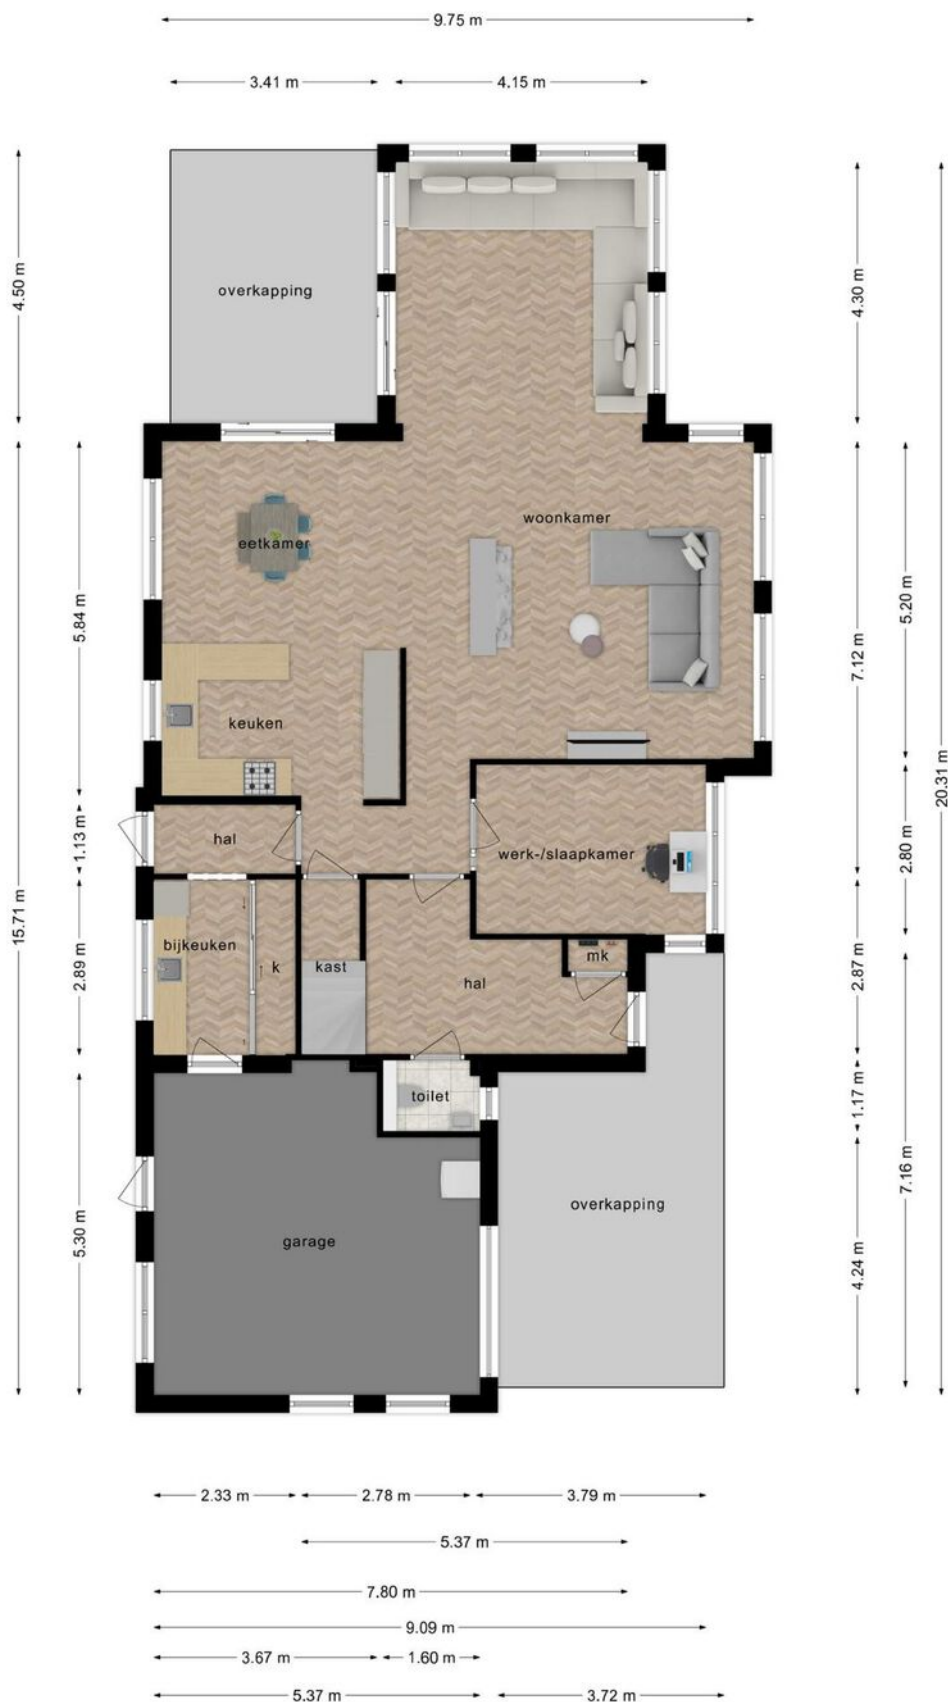 9.75 m
3.41 m
4.15 m
4.50 m
overkapping
4.30 m
woonkamer
eetkamer
5.84 m
5.20 m
7.12 m
keuken
20.31 m
1.13 m
hal
werk-/slaapkamer
2.80 m
15.71 m
2.89 m
bijkeuken
k
kast
hal
mk
2.87 m
toilet
1.17 m
7.16 m
overkapping
garage
5.30 m
4.24 m
2.33 m
2.78 m
3.79 m
5.37 m
7.80 m
9.09 m
3.67 m
1.60 m
5.37 m
3.72 m